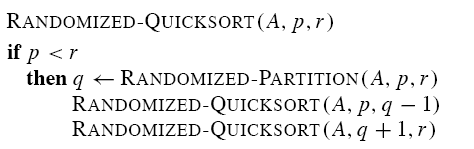 RANDOMIZED-QUICKSORT(A, p, r)
if p < r
then q ← RANDOMIZED-PARTITION(A, p, r)
RANDOMIZED-QUICKSORT(A, p, q − 1)
RANDOMIZED-QUICKSORT(A, q + 1, r)